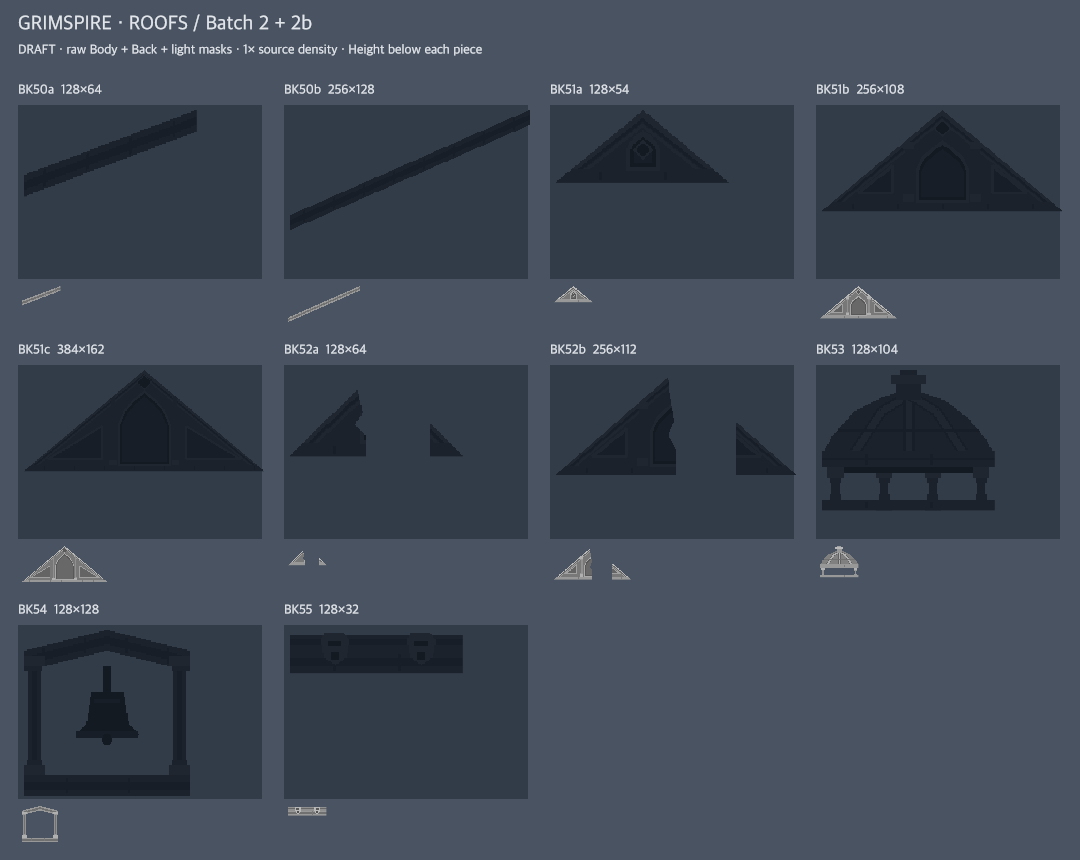 GRIMSPIRE · ROOFS / Batch 2 + 2b
DRAFT · raw Body + Back + light masks · 1× source density · Height below each piece
BK50a 128×64
BK50b 256×128
BK51a 128×54
BK51b 256×108
BK51c 384×162
BK52a 128×64
BK52b 256×112
BK53 128×104
BK54 128×128
BK55 128×32